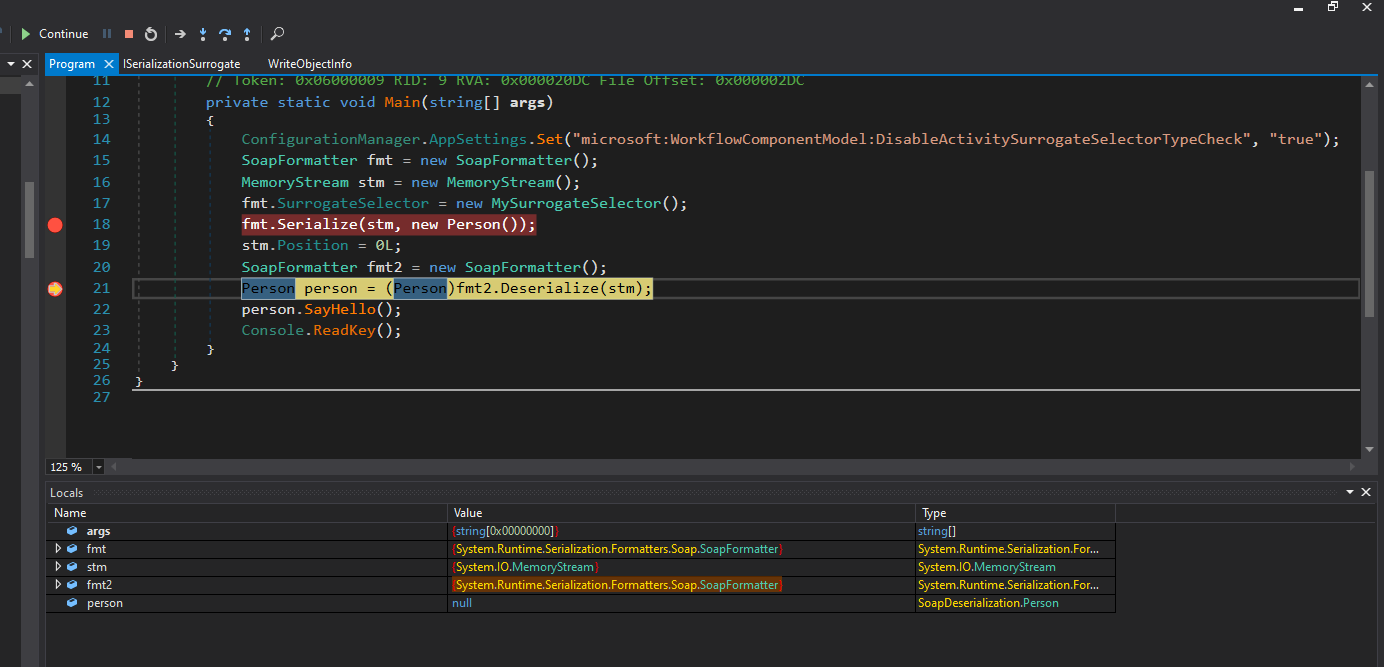 Continue
Program ISerializationSurrogate WriteObjectInfo
11 // Token: 0x06000009 RID: 9 RVA: 0x000020DC File Offset: 0x000002DC
12 private static void Main(string[] args)
13 {
14 ConfigurationManager.AppSettings.Set("microsoft:WorkflowComponentModel:DisableActivitySurrogateSelectorTypeCheck", "true");
15 SoapFormatter fmt = new SoapFormatter();
16 MemoryStream stm = new MemoryStream();
17 fmt.SurrogateSelector = new MySurrogateSelector();
18 fmt.Serialize(stm, new Person());
19 stm.Position = 0L;
20 SoapFormatter fmt2 = new SoapFormatter();
21 Person person = (Person)fmt2.Deserialize(stm);
22 person.SayHello();
23 Console.ReadKey();
24 }
25 }
26 }
27
125 %
Locals
Name Value Type
args {string[0x00000000]} string[]
fmt {System.Runtime.Serialization.Formatters.Soap.SoapFormatter} System.Runtime.Serialization.For...
stm {System.IO.MemoryStream} System.IO.MemoryStream
fmt2 {System.Runtime.Serialization.Formatters.Soap.SoapFormatter} System.Runtime.Serialization.For...
person null SoapDeserialization.Person